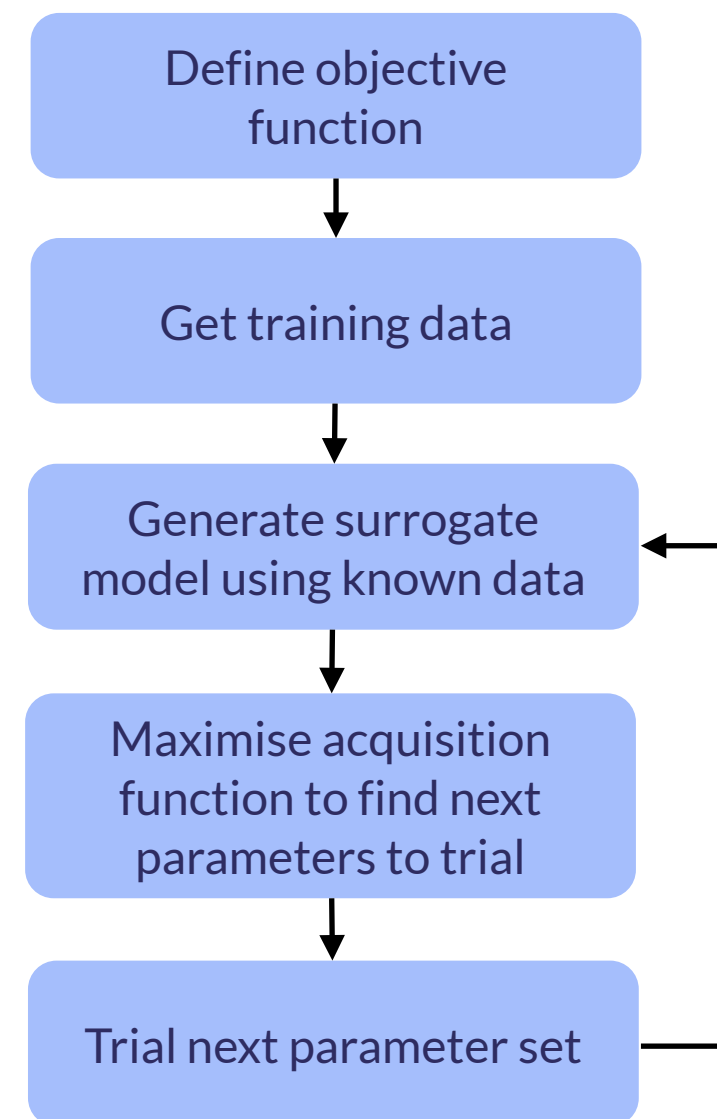 Define objective
function
Get training data
Generate surrogate
model using known data
Maximise acquisition
function to find next
parameters to trial
Trial next parameter set